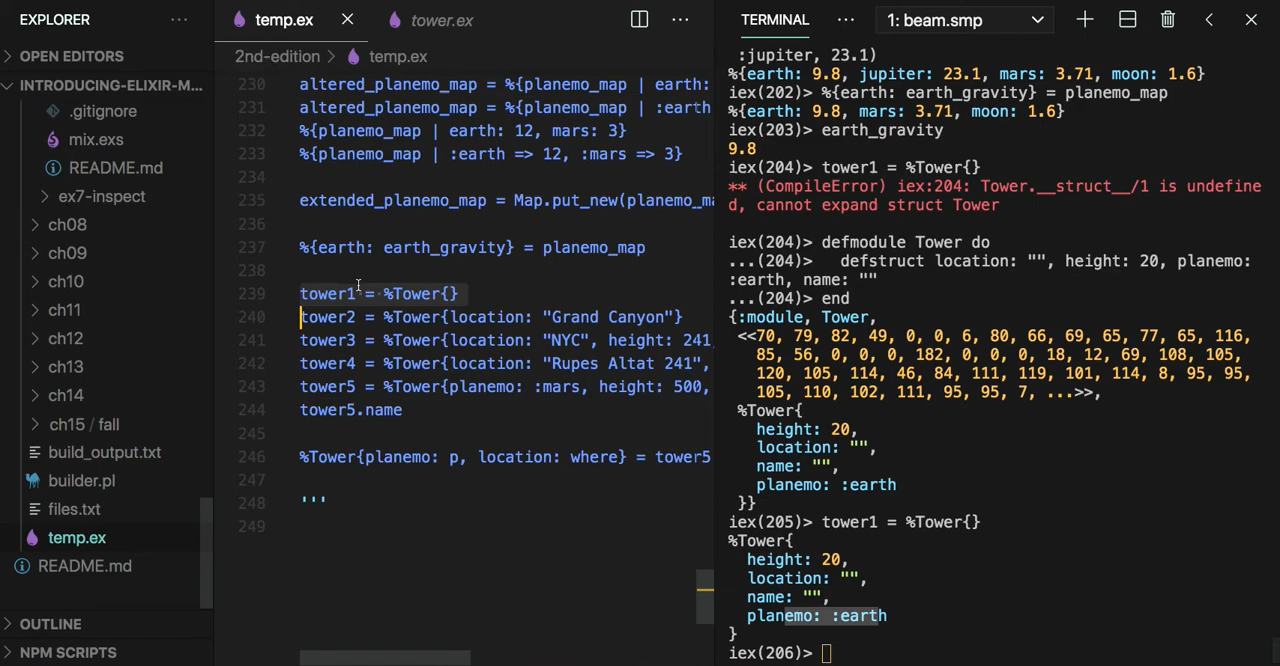 EXPLORER
OPEN EDITORS
INTRODUCING-ELIXIR-M...
.gitignore
mix.exs
README.md
ex7-inspect
ch08
ch09
ch10
ch11
ch12
ch13
ch14
ch15 / fall
build_output.txt
builder.pl
files.txt
temp.ex
README.md
OUTLINE
NPM SCRIPTS
temp.ex
tower.ex
2nd-edition > temp.ex
230 altered_planemo_map = %{planemo_map | earth:
231 altered_planemo_map = %{planemo_map | :earth
232 %{planemo_map | earth: 12, mars: 3}
233 %{planemo_map | :earth => 12, :mars => 3}
234
235 extended_planemo_map = Map.put_new(planemo_ma
236
237 %{earth: earth_gravity} = planemo_map
238
239 tower1 = %Tower{}
240 tower2 = %Tower{location: "Grand Canyon"}
241 tower3 = %Tower{location: "NYC", height: 241,
242 tower4 = %Tower{location: "Rupes Altat 241",
243 tower5 = %Tower{planemo: :mars, height: 500,
244 tower5.name
245
246 %Tower{planemo: p, location: where} = tower5
247
248 '''
249
TERMINAL
1: beam.smp
:jupiter, 23.1)
%{earth: 9.8, jupiter: 23.1, mars: 3.71, moon: 1.6}
iex(202)> %{earth: earth_gravity} = planemo_map
%{earth: 9.8, mars: 3.71, moon: 1.6}
iex(203)> earth_gravity
9.8
iex(204)> tower1 = %Tower{}
** (CompileError) iex:204: Tower.__struct__/1 is undefine
d, cannot expand struct Tower
iex(204)> defmodule Tower do
...(204)>   defstruct location: "", height: 20, planemo:
:earth, name: ""
...(204)> end
{:module, Tower,
<<70, 79, 82, 49, 0, 0, 6, 80, 66, 69, 65, 77, 65, 116,
85, 56, 0, 0, 0, 182, 0, 0, 0, 18, 12, 69, 108, 105,
120, 105, 114, 46, 84, 111, 119, 101, 114, 8, 95, 95,
105, 110, 102, 111, 95, 95, 7, ...>>,
%Tower{
height: 20,
location: "",
name: "",
planemo: :earth
}}
iex(205)> tower1 = %Tower{}
%Tower{
height: 20,
location: "",
name: "",
planemo: :earth
}
iex(206)>